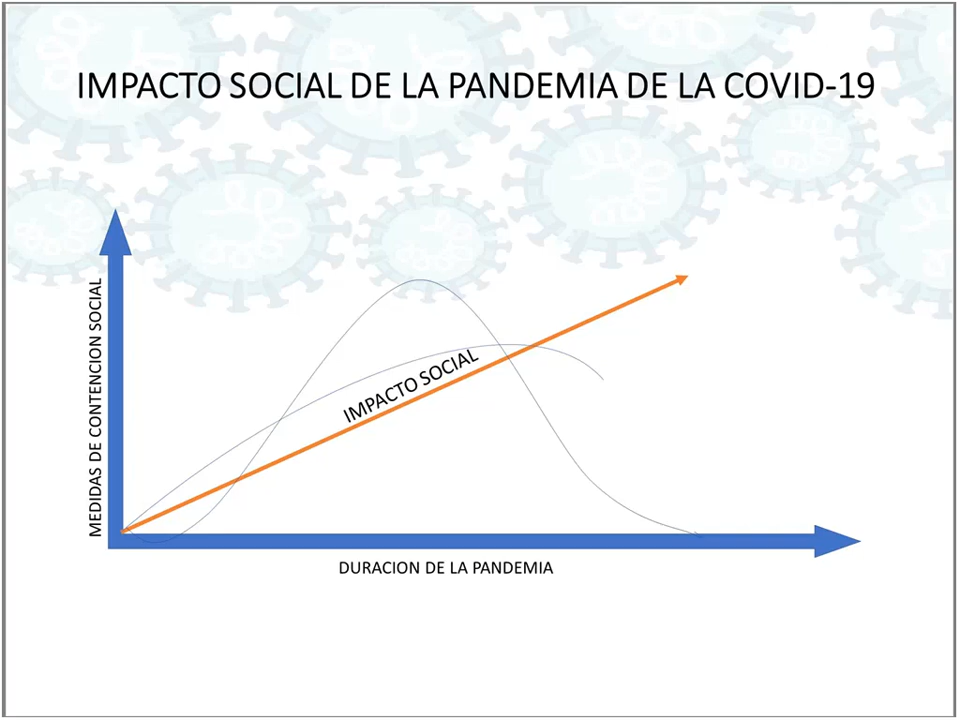 IMPACTO SOCIAL DE LA PANDEMIA DE LA COVID-19
MEDIDAS DE CONTENCION SOCIAL
IMPACTO SOCIAL
DURACION DE LA PANDEMIA